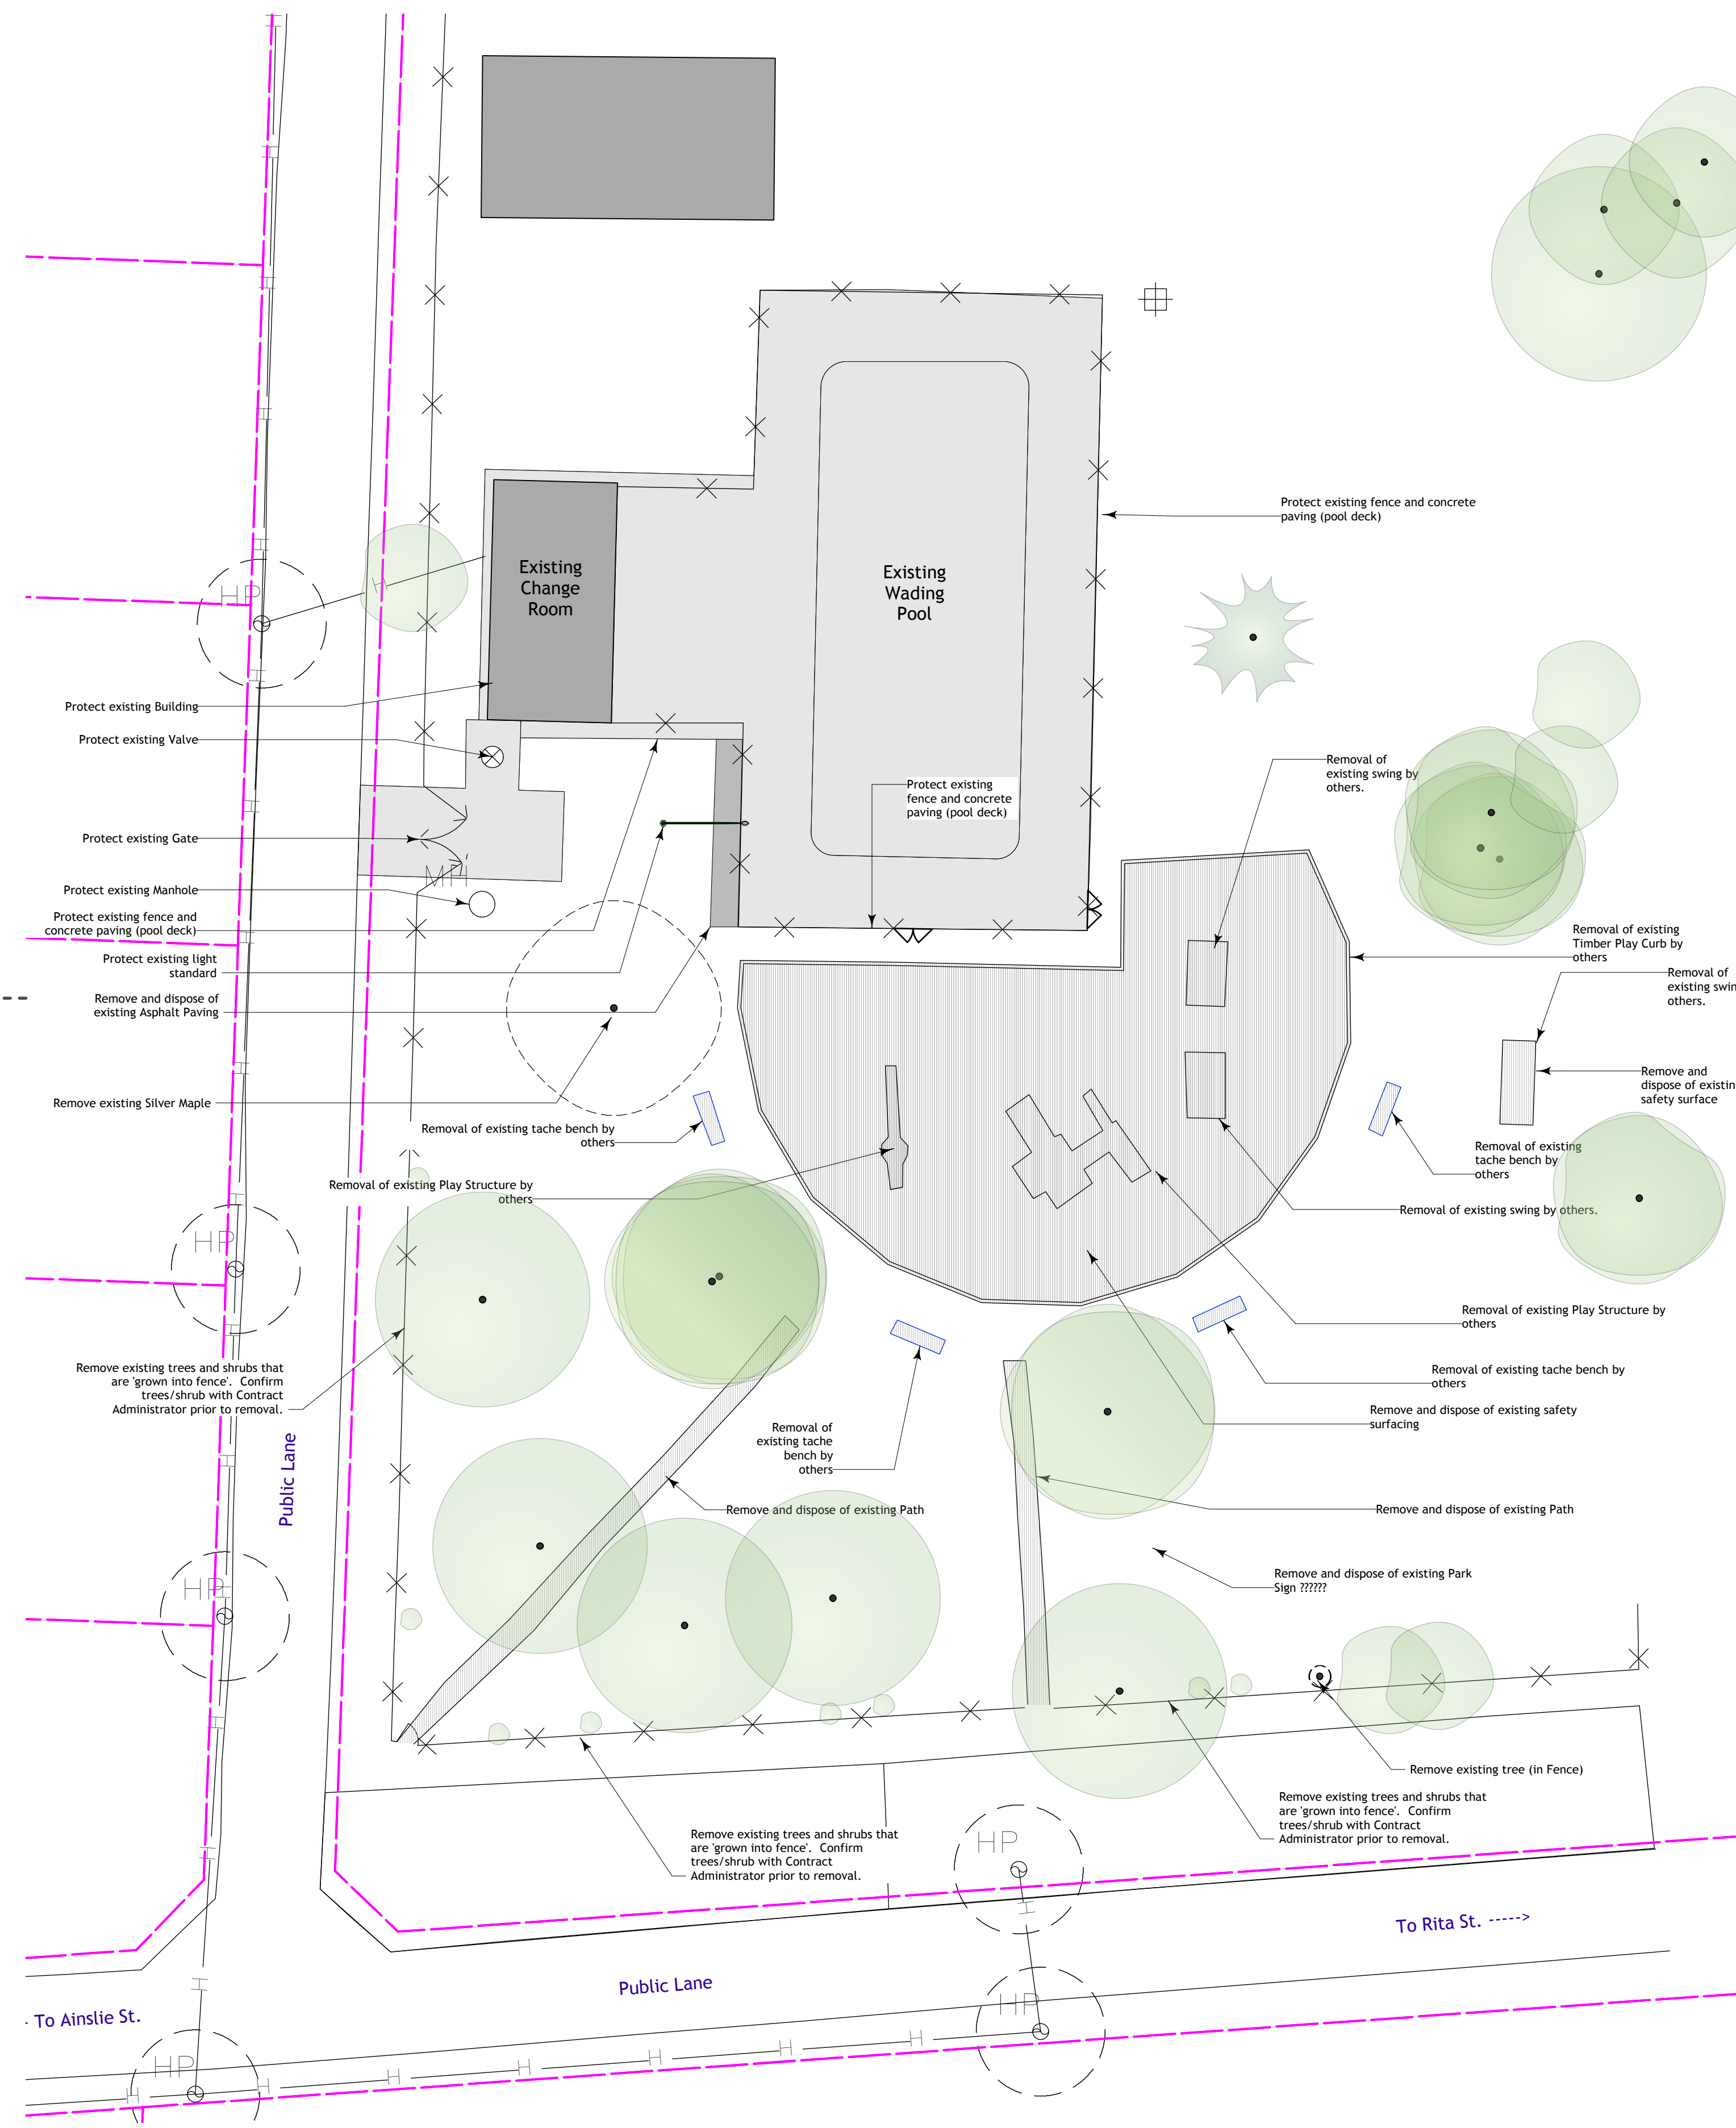 Existing
Change
Room
Existing
Wading
Pool
Protect existing fence and concrete
paving (pool deck)
HP
H
Protect existing Building
Protect existing Valve
Protect existing Gate
MH
Protect existing Manhole
Protect existing fence and
concrete paving (pool deck)
Protect existing light
standard
Remove and dispose of
existing Asphalt Paving
Remove existing Silver Maple
Protect existing
fence and concrete
paving (pool deck)
Removal of
existing swing by
others.
Removal of existing
Timber Play Curb by
others
Removal of
existing swin
others.
Remove and
dispose of existin
safety surface
Removal of existing tache bench by
others
Removal of existing
tache bench by
others
Removal of existing Play Structure by
others
Removal of existing swing by others.
HP
Removal of existing Play Structure by
others
Remove existing trees and shrubs that
are 'grown into fence'. Confirm
trees/shrub with Contract
Administrator prior to removal.
Removal of existing tache bench by
others
Remove and dispose of existing safety
surfacing
Removal of
existing tache
bench by
others
Public Lane
Remove and dispose of existing Path
Remove and dispose of existing Path
HP
Remove and dispose of existing Park
Sign ??????
Remove existing tree (in Fence)
Remove existing trees and shrubs that
are 'grown into fence'. Confirm
trees/shrub with Contract
Administrator prior to removal.
Remove existing trees and shrubs that
are 'grown into fence'. Confirm
trees/shrub with Contract
Administrator prior to removal.
HP
To Rita St. ----->
Public Lane
HP
- To Ainslie St.
HP
H H H H H H H